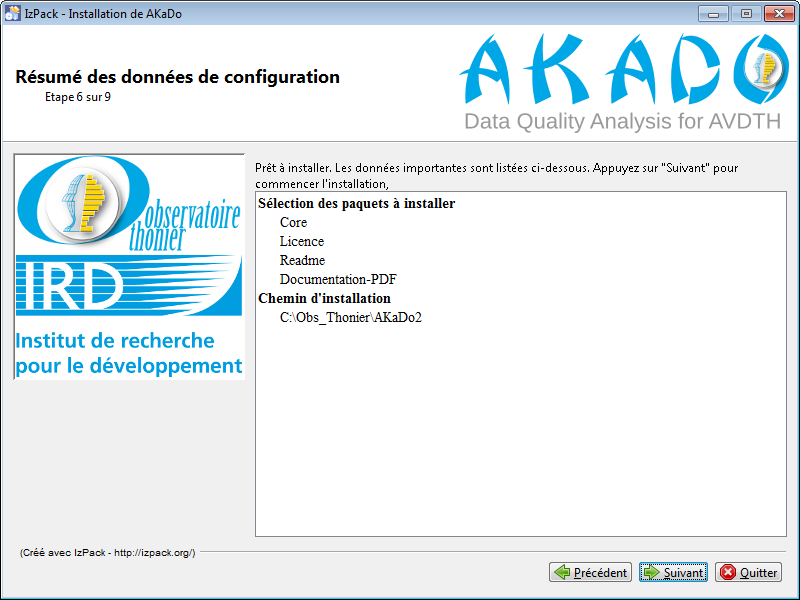 IzPack - Installation de AKaDo
Résumé des données de configuration
Etape 6 sur 9
AKADO
Data Quality Analysis for AVDTH
Observatoire
thonier
IRD
Institut de recherche
pour le développement
Prêt à installer. Les données importantes sont listées ci-dessous. Appuyez sur "Suivant" pour
commencer l'installation,
Sélection des paquets à installer
Core
Licence
Readme
Documentation-PDF
Chemin d'installation
C:\Obs_Thonier\AKaDo2
(Créé avec IzPack - http://izpack.org/)
Précédent
Suivant
Quitter